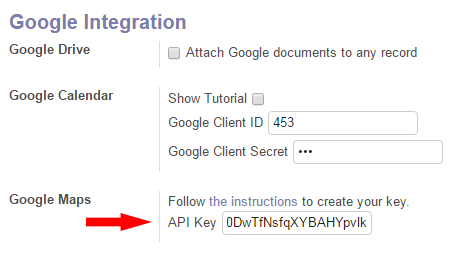 Google Integration
Google Drive
Attach Google documents to any record
Google Calendar
Show Tutorial
Google Client ID 453
Google Client Secret •••
Google Maps
Follow the instructions to create your key.
API Key 0DwTfNsfqXYBAHYpvIk